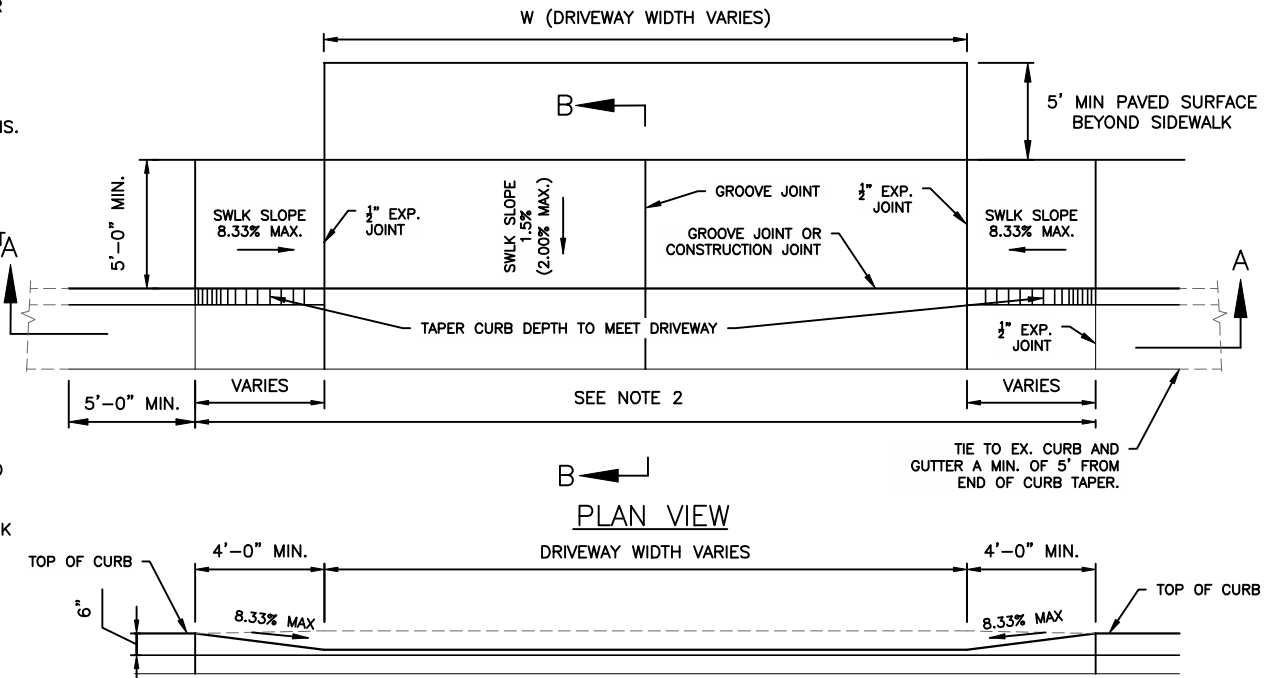 W (DRIVEWAY WIDTH VARIES)
B
5' MIN PAVED SURFACE
BEYOND SIDEWALK
5'-0" MIN.
SWLK SLOPE
8.33% MAX.
½" EXP.
JOINT
SWLK SLOPE
1.5%
(2.00% MAX.)
GROOVE JOINT
GROOVE JOINT OR
CONSTRUCTION JOINT
½" EXP.
JOINT
SWLK SLOPE
8.33% MAX.
A
A
TAPER CURB DEPTH TO MEET DRIVEWAY
½" EXP.
JOINT
VARIES
SEE NOTE 2
VARIES
5'-0" MIN.
TIE TO EX. CURB AND
GUTTER A MIN. OF 5' FROM
END OF CURB TAPER.
B
PLAN VIEW
4'-0" MIN.
DRIVEWAY WIDTH VARIES
4'-0" MIN.
TOP OF CURB
TOP OF CURB
6"
8.33% MAX
8.33% MAX